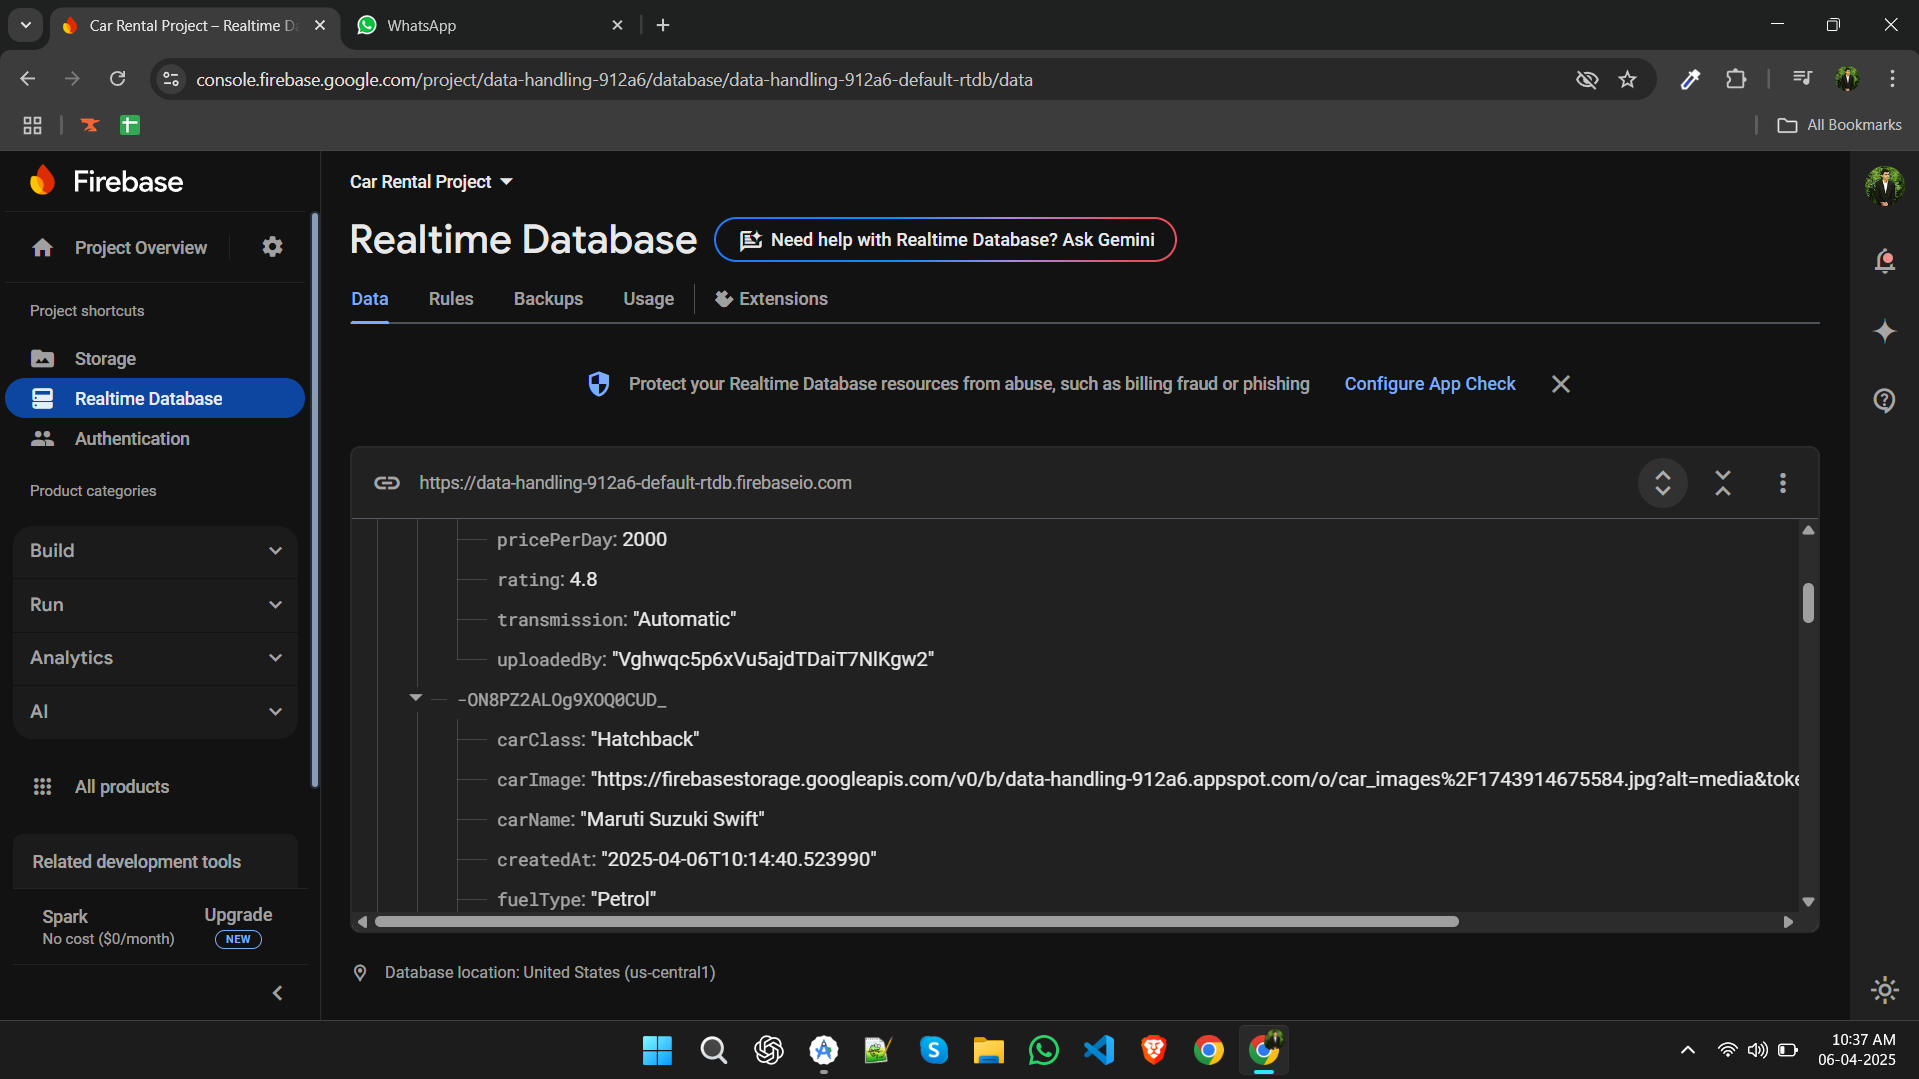 Car Rental Project – Realtime Da
WhatsApp
console.firebase.google.com/project/data-handling-912a6/database/data-handling-912a6-default-rtdb/data
All Bookmarks
Firebase
Project Overview
Project shortcuts
Storage
Realtime Database
Authentication
Product categories
Build
Run
Analytics
AI
All products
Related development tools
Spark
No cost ($0/month)
Upgrade
NEW
Car Rental Project
Realtime Database
Need help with Realtime Database? Ask Gemini
Data Rules Backups Usage Extensions
Protect your Realtime Database resources from abuse, such as billing fraud or phishing Configure App Check
https://data-handling-912a6-default-rtdb.firebaseio.com
pricePerDay: 2000
rating: 4.8
transmission: "Automatic"
uploadedBy: "Vghwqc5p6xVu5ajdTDaiT7NlKgw2"
-ON8PZ2ALOg9XOQ0CUD_
carClass: "Hatchback"
carImage: "https://firebasestorage.googleapis.com/v0/b/data-handling-912a6.appspot.com/o/car_images%2F1743914675584.jpg?alt=media&toke
carName: "Maruti Suzuki Swift"
createdAt: "2025-04-06T10:14:40.523990"
fuelType: "Petrol"
Database location: United States (us-central1)
10:37 AM
06-04-2025